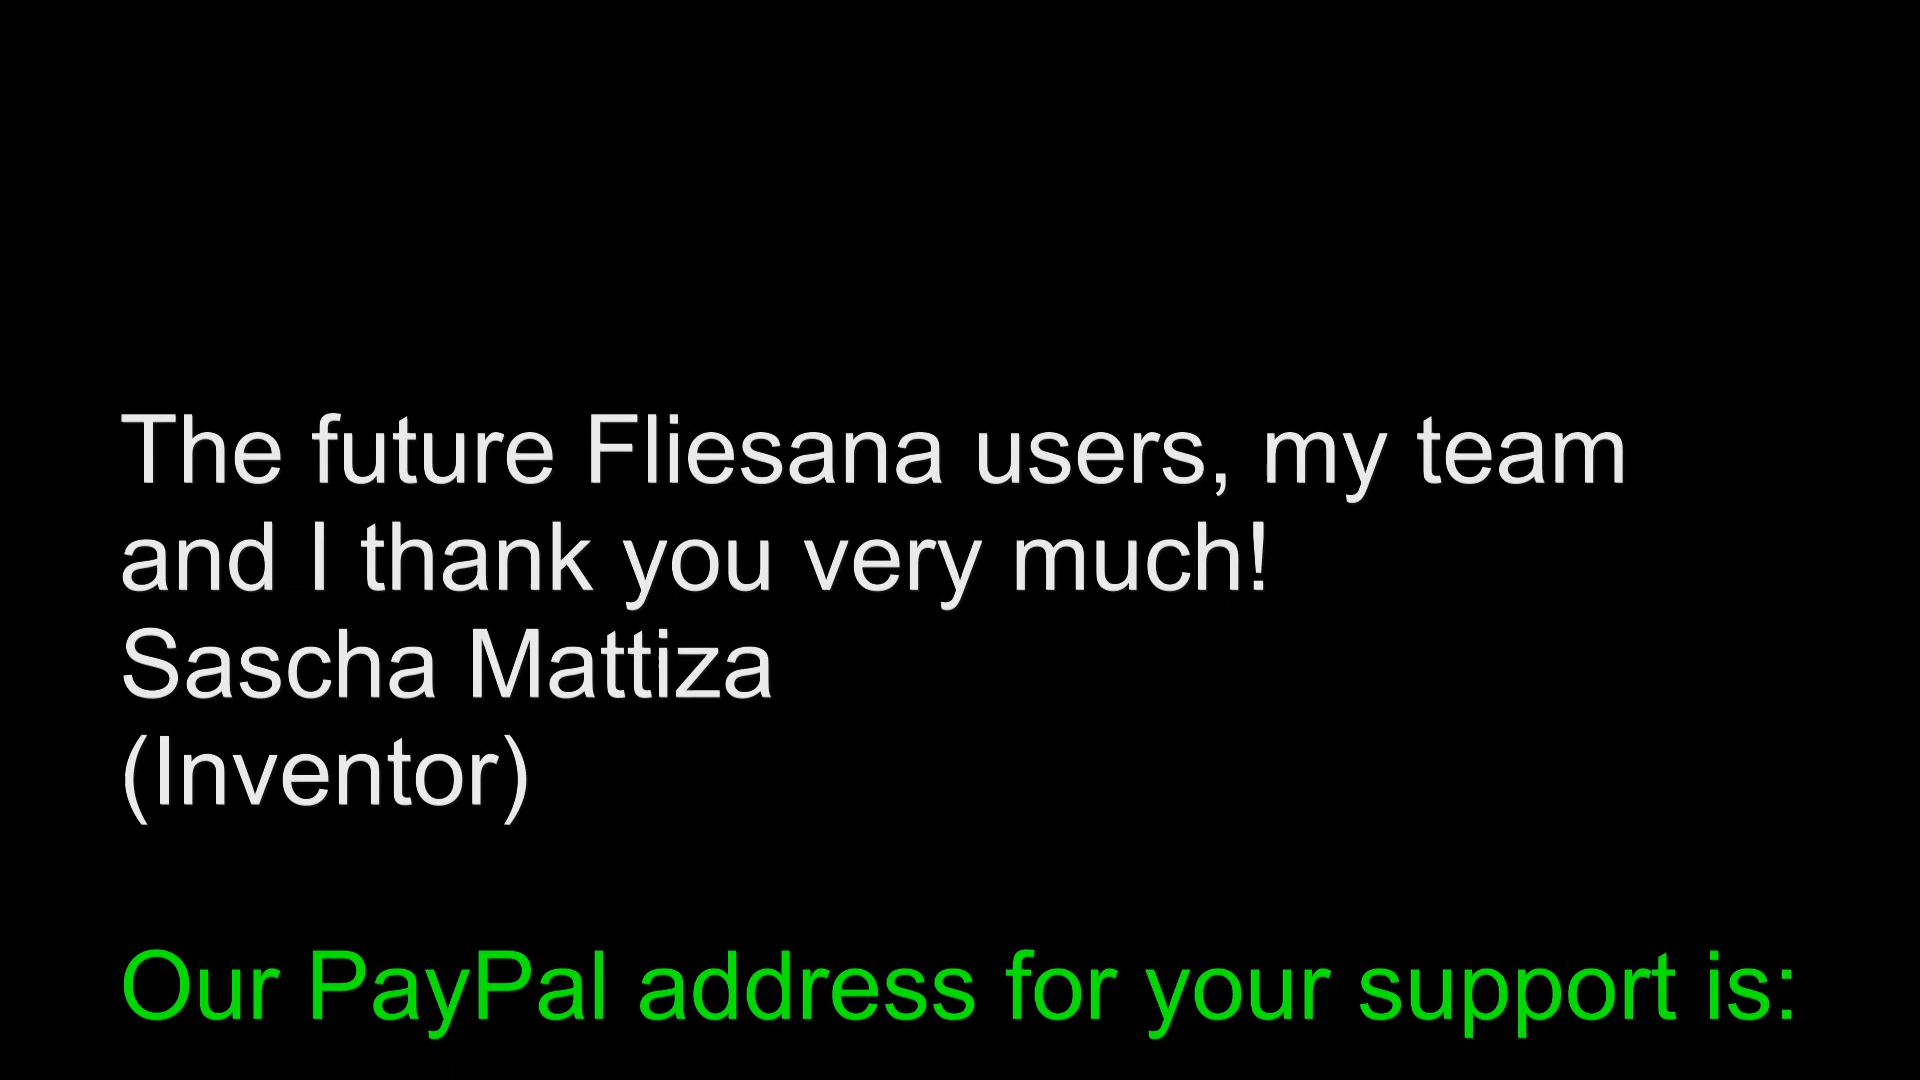 The future Fliesana users, my team
and I thank you very much!
Sascha Mattiza
(Inventor)
Our PayPal address for your support is: